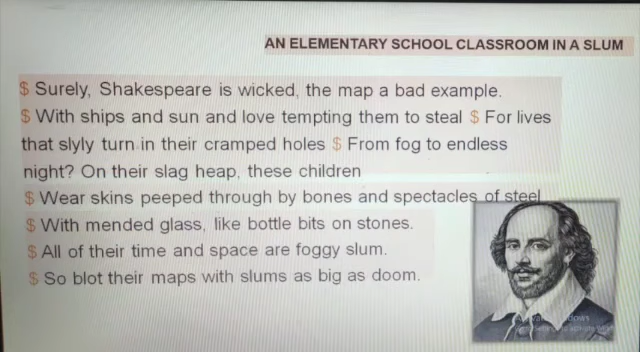 AN ELEMENTARY SCHOOL CLASSROOM IN A SLUM
$ Surely, Shakespeare is wicked, the map a bad example.
$ With ships and sun and love tempting them to steal $ For lives
that slyly turn in their cramped holes $ From fog to endless
night? On their slag heap, these children
$ Wear skins peeped through by bones and spectacles of steel
$ With mended glass, like bottle bits on stones.
$ All of their time and space are foggy slum.
$ So blot their maps with slums as big as doom.